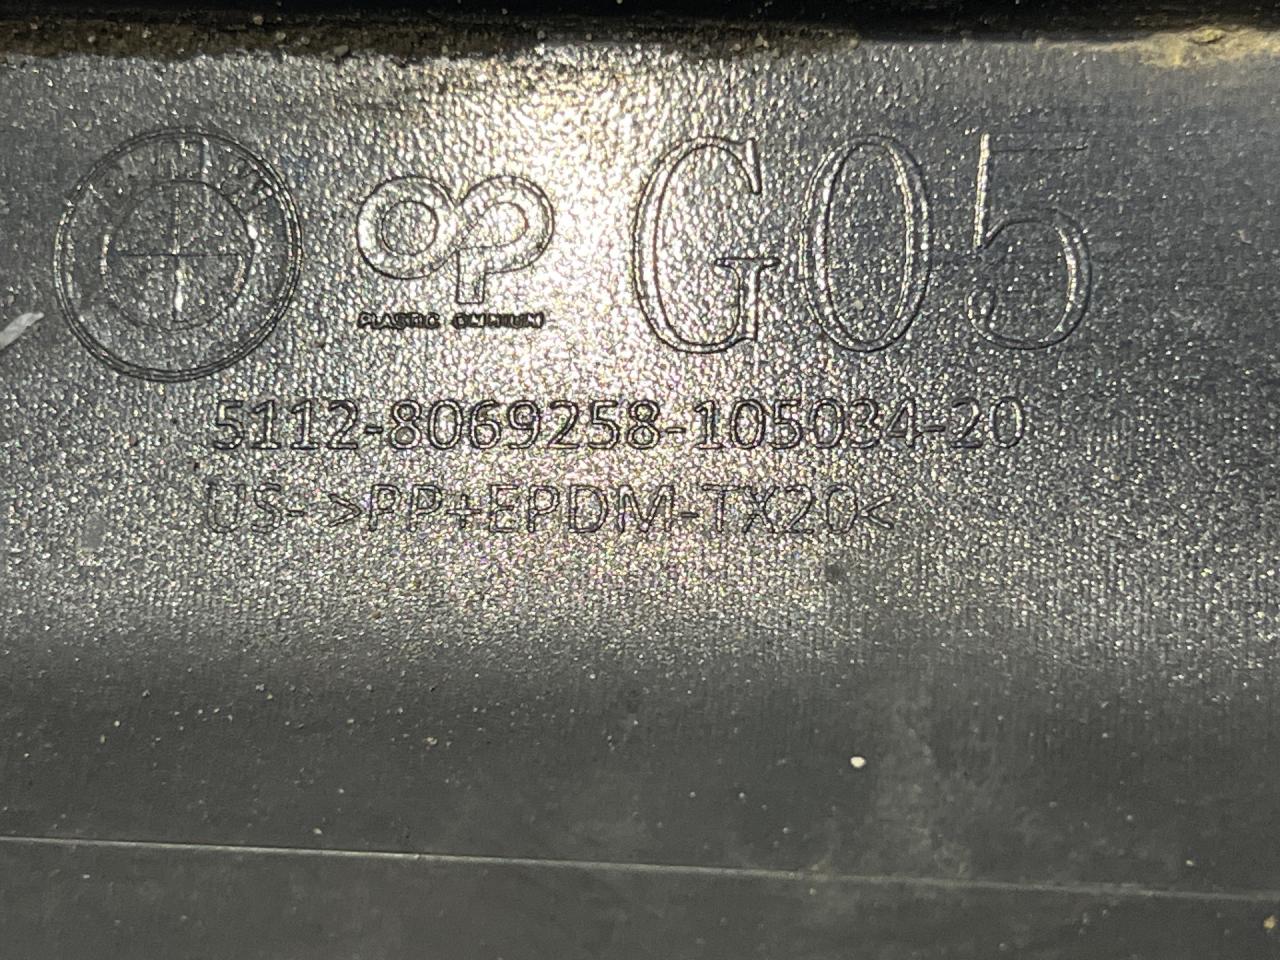 OP G05
PLASTIC OMNIUM
5112-8069258-105034-20
US- >PP+EPDM-TX20<